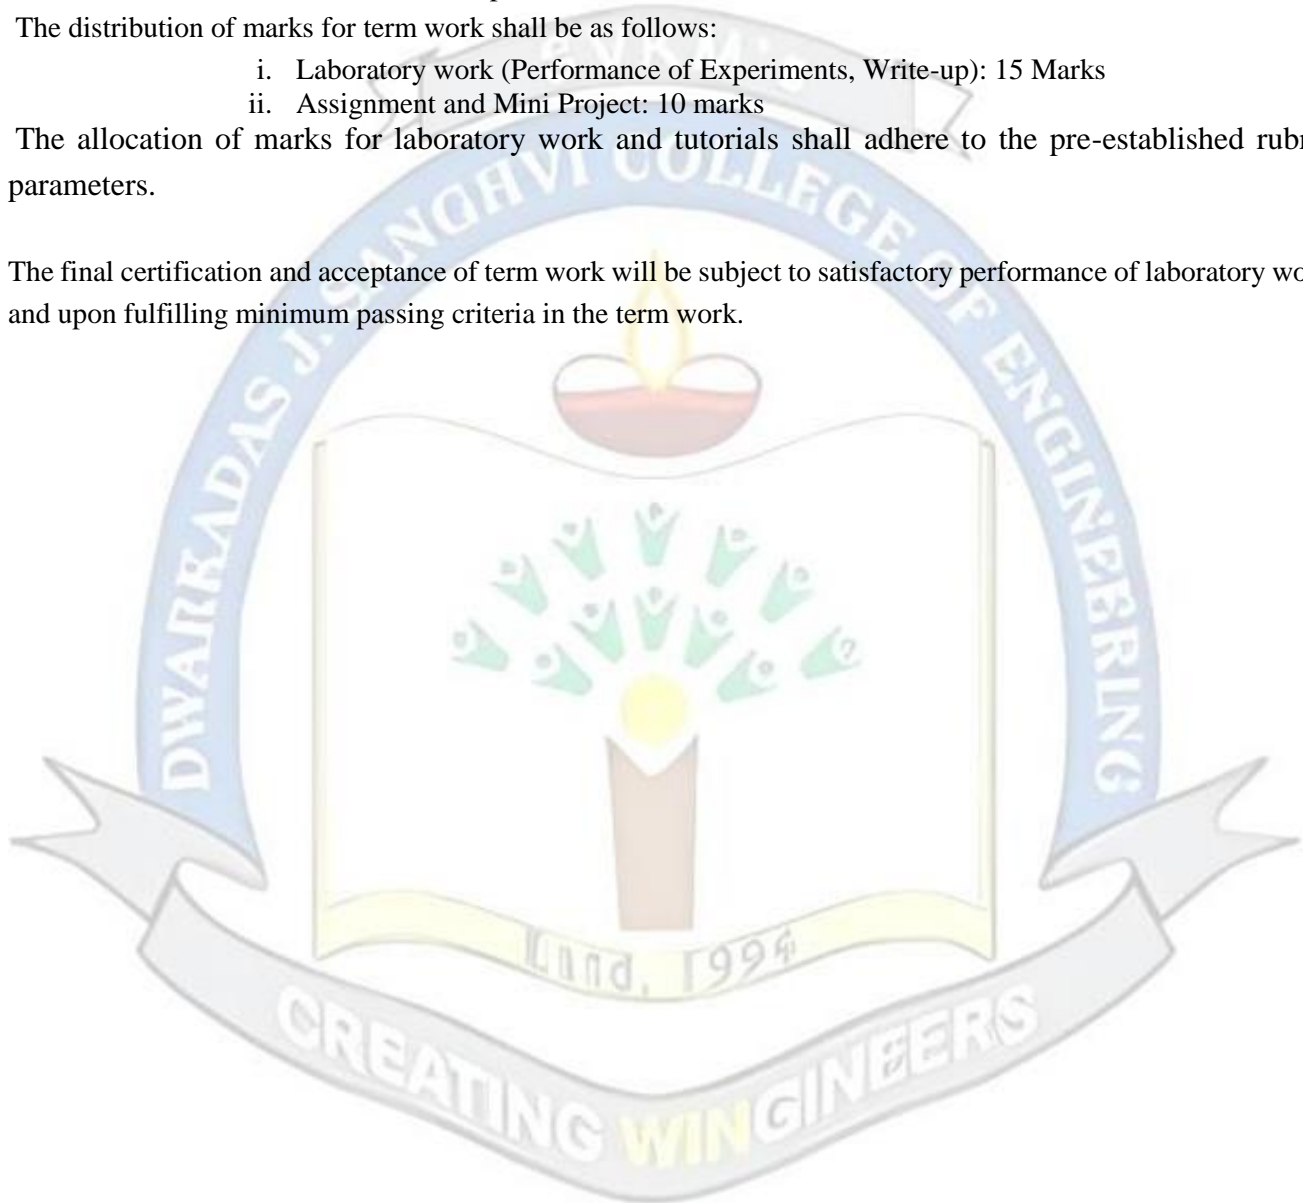 The distribution of marks for term work shall be as follows:
i. Laboratory work (Performance of Experiments, Write-up): 15 Marks
ii. Assignment and Mini Project: 10 marks
The allocation of marks for laboratory work and tutorials shall adhere to the pre-established
parameters.
The final certification and acceptance of term work will be subject to satisfactory performance of laboratory
and upon fulfilling minimum passing criteria in the term work.
DWARKADAS J. SANGHVI COLLEGE OF ENGINEERING
1994
CREATING WINGINEERS